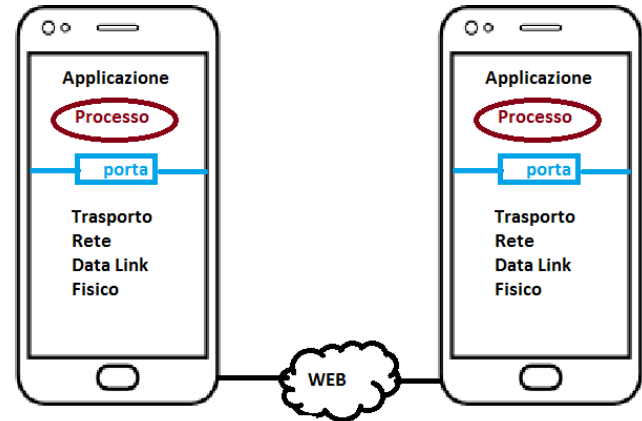 Applicazione
Processo
porta
Trasporto
Rete
Data Link
Fisico
WEB
Applicazione
Processo
porta
Trasporto
Rete
Data Link
Fisico